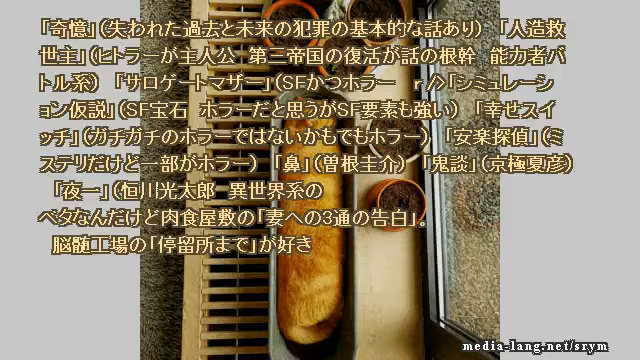 「奇憶」（失われた過去と未来の犯罪の基本的な話あり）　「人造救
世主」（ヒトラーが主人公　第三帝国の復活が話の根幹　能力者バ
トル系）　「サロゲートマザー」（SFかつホラー　ｒ />「シミュレーシ
ョン仮説」（SF宝石　ホラーだと思うがSF要素も強い）　「幸せスイ
ッチ」（ガチガチのホラーではないかもでもホラー）　「安楽探偵」（ミ
ステリだけど一部がホラー）　「鼻」（曽根圭介）　「鬼談」（京極夏彦）
「夜一」（恒川光太郎　異世界系の
ベタなんだけど肉食屋敷の「妻への3通の告白」。
脳髄工場の「停留所まで」が好き
media-lang.net/srym